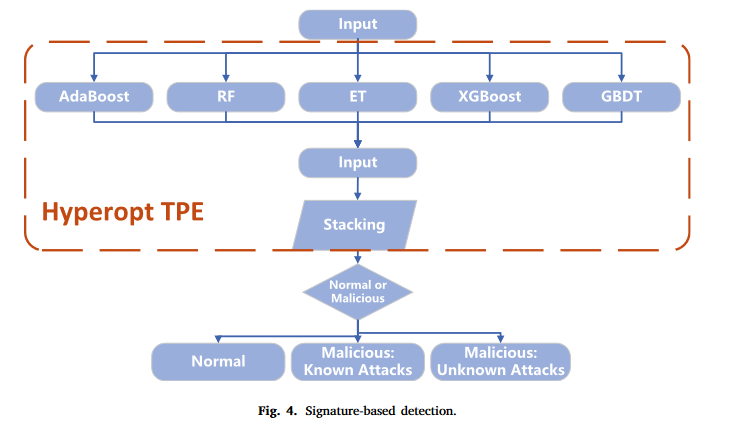 Input
AdaBoost
RF
ET
XGBoost
GBDT
Input
Hyperopt TPE
Stacking
Normal or
Malicious
Normal
Malicious:
Known Attacks
Malicious:
Unknown Attacks
Fig. 4. Signature-based detection.